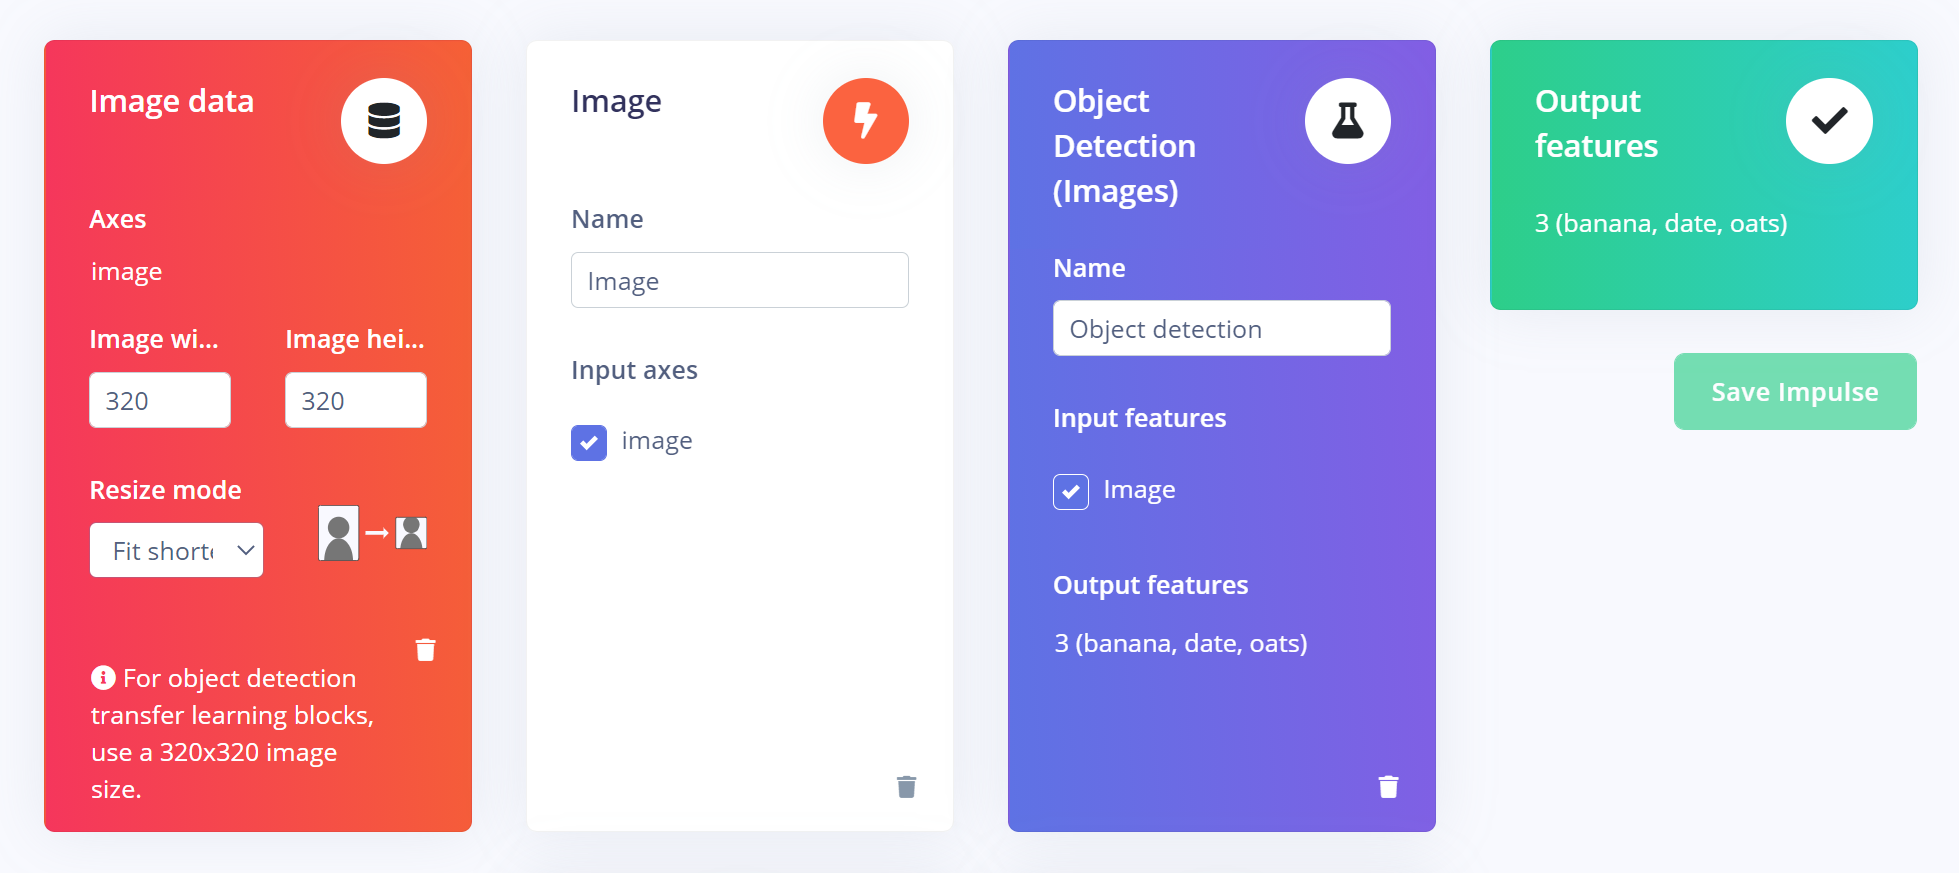 Image data
Axes
image
Image wi...
Image hei...
320
320
Resize mode
Fit shorte
For object detection
transfer learning blocks,
use a 320x320 image
size.
Image
Name
Image
Input axes
image
Object
Detection
(Images)
Name
Object detection
Input features
Image
Output features
3 (banana, date, oats)
Output
features
3 (banana, date, oats)
Save Impulse